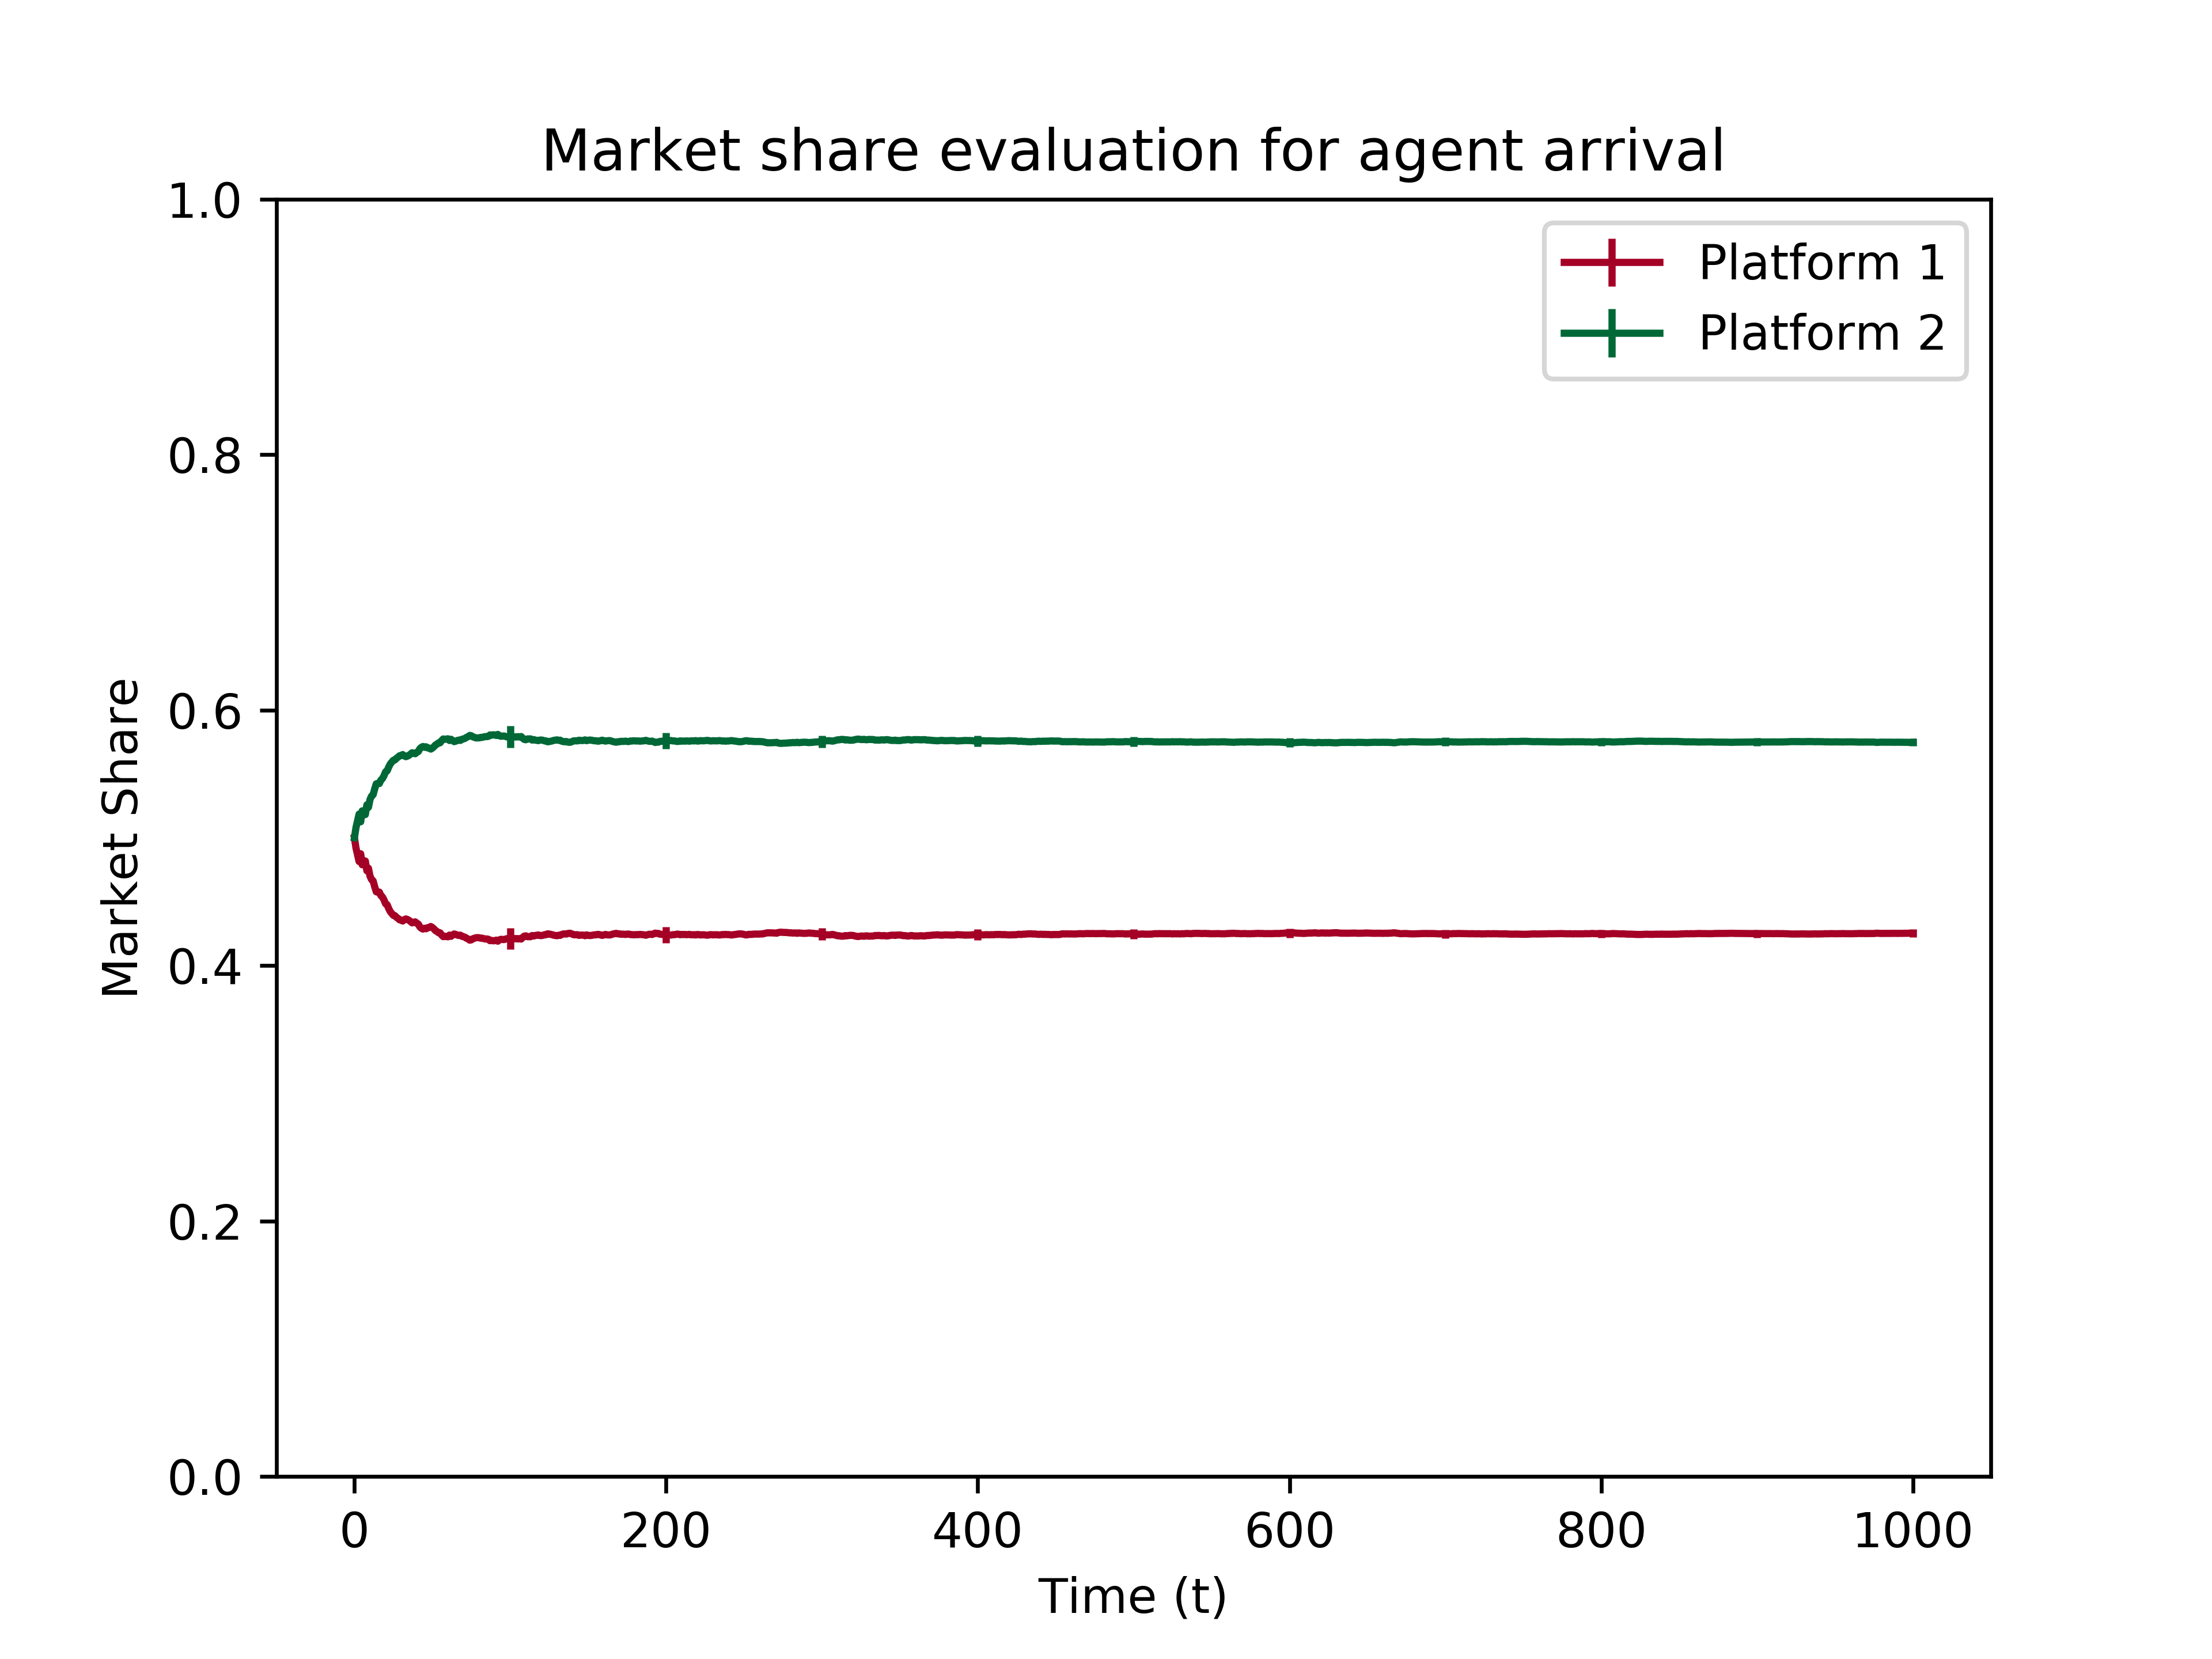 Market share evaluation for agent arrival
Platform 1
Platform 2
1.0
0.8
0.6
0.4
0.2
0.0
Market Share
0 200 400 600 800 1000
Time (t)